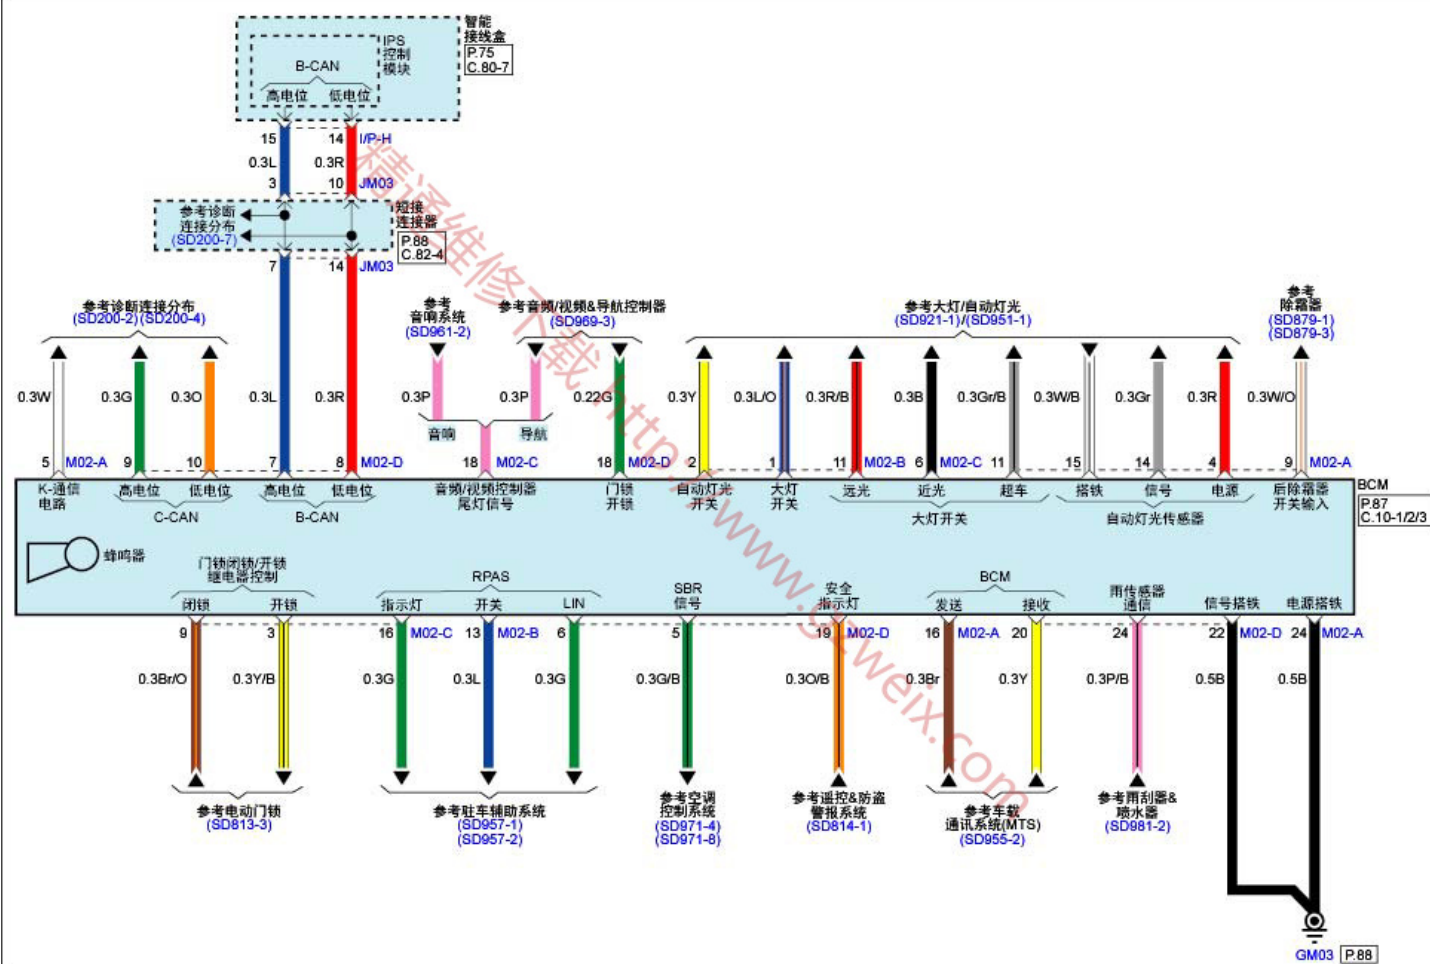 智能
接线盒
P.75
C.80-7
IPS
控制
模块
B-CAN
高电位 低电位
15 14 I/P-H
0.3L 0.3R
3 10 JM03
参考诊断
连接分布
(SD200-7)
短接
连接器
P.88
C.82-4
7 14 JM03
参考诊断连接分布
(SD200-2)(SD200-4)
参考
音响系统
(SD961-2)
参考音频/视频&导航控制器
(SD969-3)
参考大灯/自动灯光
(SD921-1)/(SD951-1)
参考
除霜器
(SD879-1)
(SD879-3)
0.3W 0.3G 0.3O 0.3L 0.3R 0.3P 0.3P 0.22G 0.3Y 0.3L/O 0.3R/B 0.3B 0.3Gr/B 0.3W/B 0.3Gr 0.3R 0.3W/O
音响 导航
5 M02-A 9 10 7 8 M02-D 18 M02-C 18 M02-D 2 1 11 M02-B 6 M02-C 11 15 14 4 9 M02-A
K-通信
电路
高电位 低电位
C-CAN
高电位 低电位
B-CAN
音频/视频控制器
尾灯信号
门锁
开锁
自动灯光
开关
大灯
开关
远光 近光 超车
大灯开关
搭铁 信号 电源
自动灯光传感器
后除霜器
开关输入
BCM
P.87
C.10-1/2/3
蜂鸣器
门锁闭锁/开锁
继电器控制
闭锁 开锁
RPAS
指示灯 开关 LIN
SBR
信号
安全
指示灯
BCM
发送 接收
雨传感器
通信
信号搭铁 电源搭铁
9 3 16 M02-C 13 M02-B 6 5 19 M02-D 16 M02-A 20 24 22 M02-D 24 M02-A
0.3Br/O 0.3Y/B 0.3G 0.3L 0.3G 0.3G/B 0.3O/B 0.3Br 0.3Y 0.3P/B 0.5B 0.5B
参考电动门锁
(SD813-3)
参考驻车辅助系统
(SD957-1)
(SD957-2)
参考空调
控制系统
(SD971-4)
(SD971-8)
参考遥控&防盗
警报系统
(SD814-1)
参考车载
通讯系统(MTS)
(SD955-2)
参考雨刮器&
喷水器
(SD981-2)
GM03 P.88
精通维修下载 http://www.gzweix.com